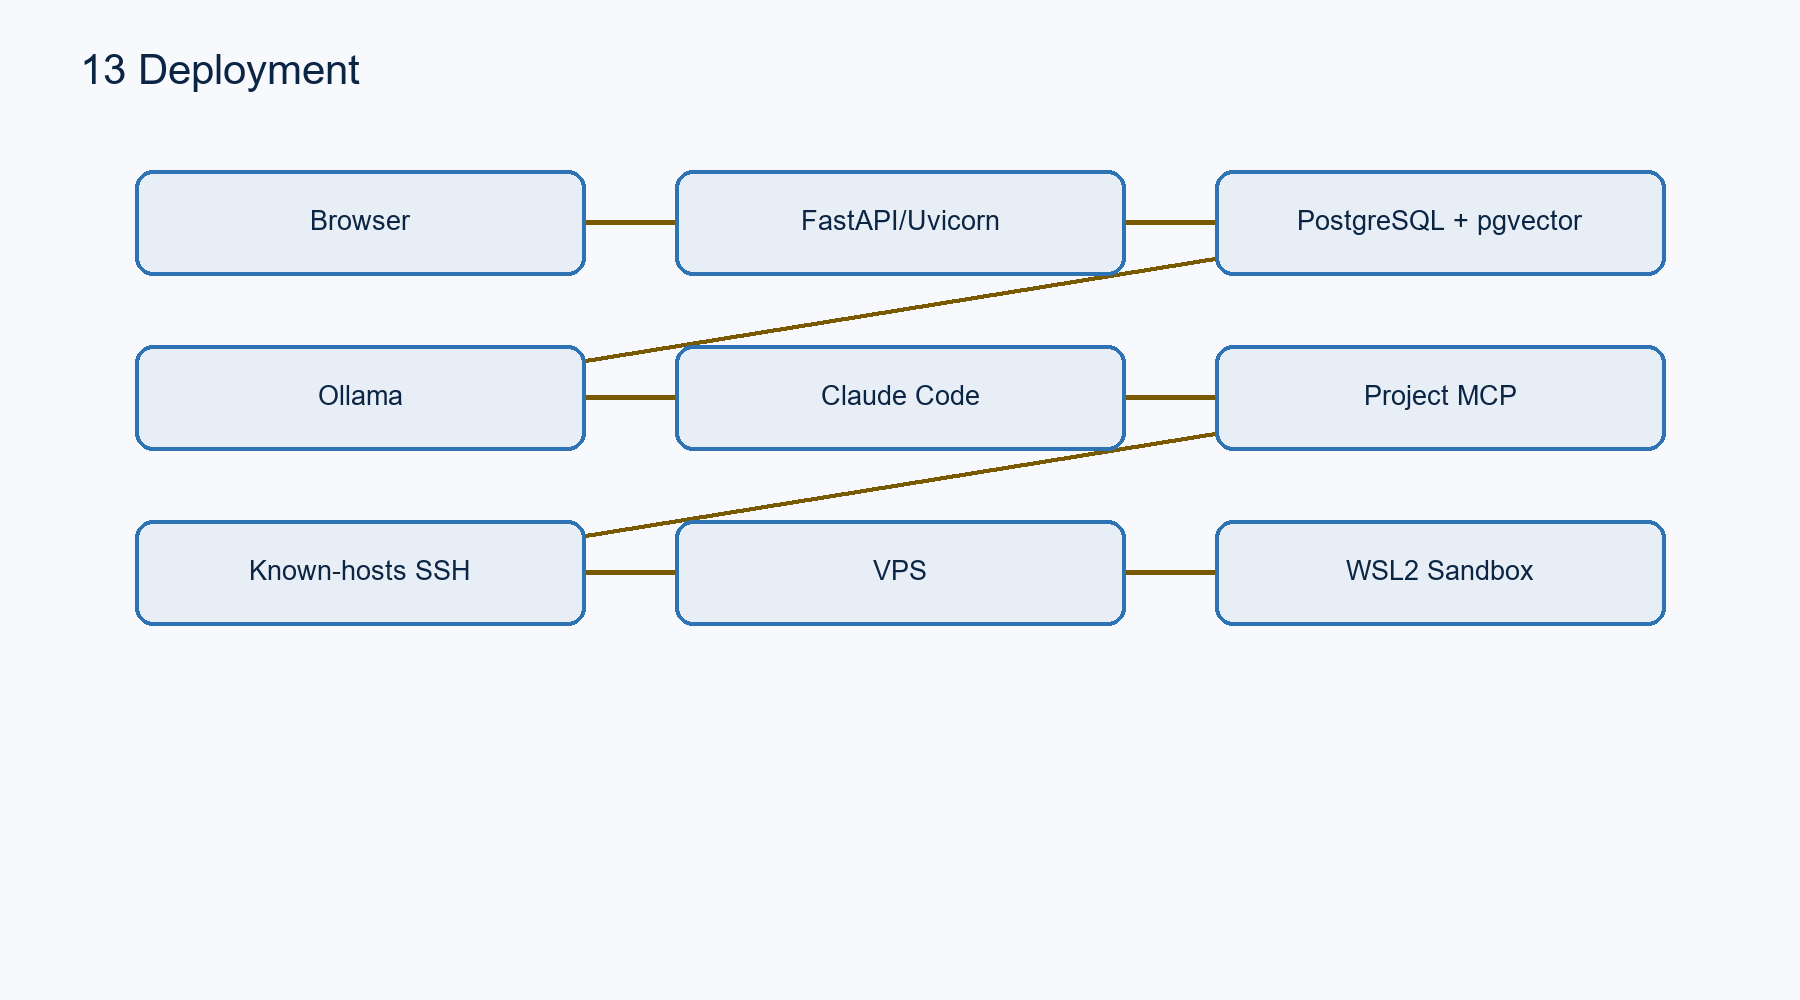 13 Deployment
Browser
FastAPI/Uvicorn
PostgreSQL + pgvector
Ollama
Claude Code
Project MCP
Known-hosts SSH
VPS
WSL2 Sandbox